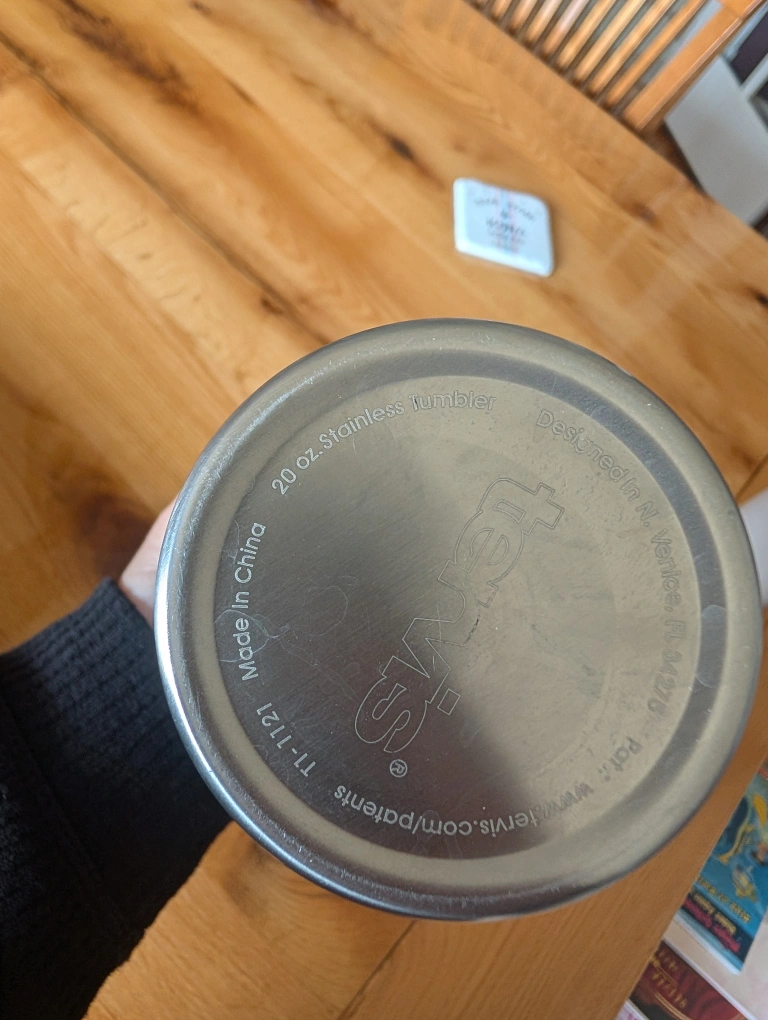 20 oz. Stainless Tumbler
Designed in N. Venice, FL 34275
Pat.: www.tervis.com/patents
T1-1121
Made in China
tervis®